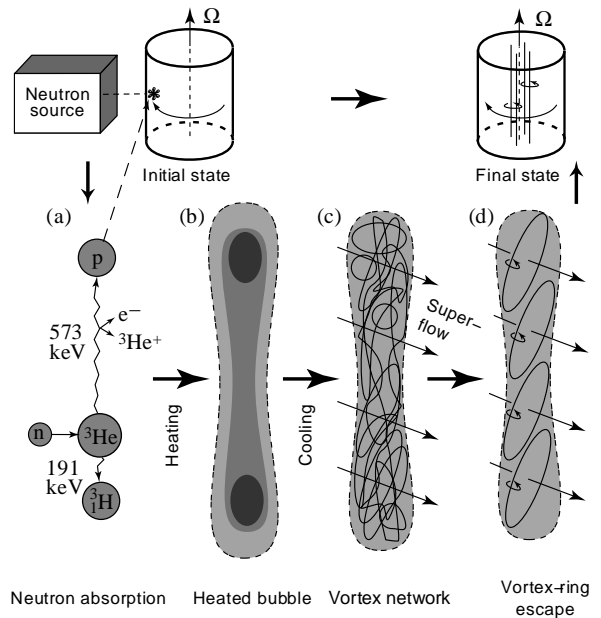 Ω
Ω
Neutron
source
Initial state
Final state
(a)
(b)
(c)
(d)
p
e−
³He⁺
573
keV
Super–
flow
n
³He
191
keV
³₁H
Heating
Cooling
Neutron absorption
Heated bubble
Vortex network
Vortex–ring
escape